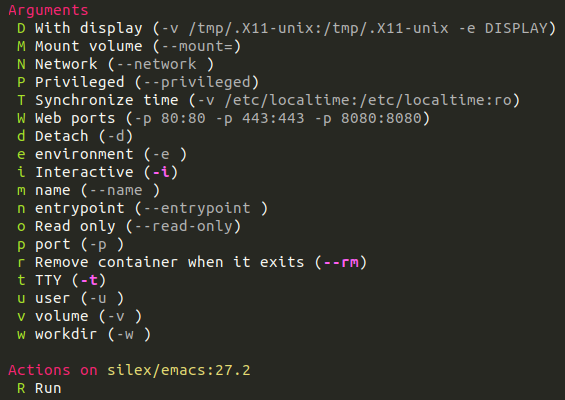 Arguments
D With display (-v /tmp/.X11-unix:/tmp/.X11-unix -e DISPLAY)
M Mount volume (--mount=)
N Network (--network )
P Privileged (--privileged)
T Synchronize time (-v /etc/localtime:/etc/localtime:ro)
W Web ports (-p 80:80 -p 443:443 -p 8080:8080)
d Detach (-d)
e environment (-e )
i Interactive (-i)
m name (--name )
n entrypoint (--entrypoint )
o Read only (--read-only)
p port (-p )
r Remove container when it exits (--rm)
t TTY (-t)
u user (-u )
v volume (-v )
w workdir (-w )
Actions on silex/emacs:27.2
R Run